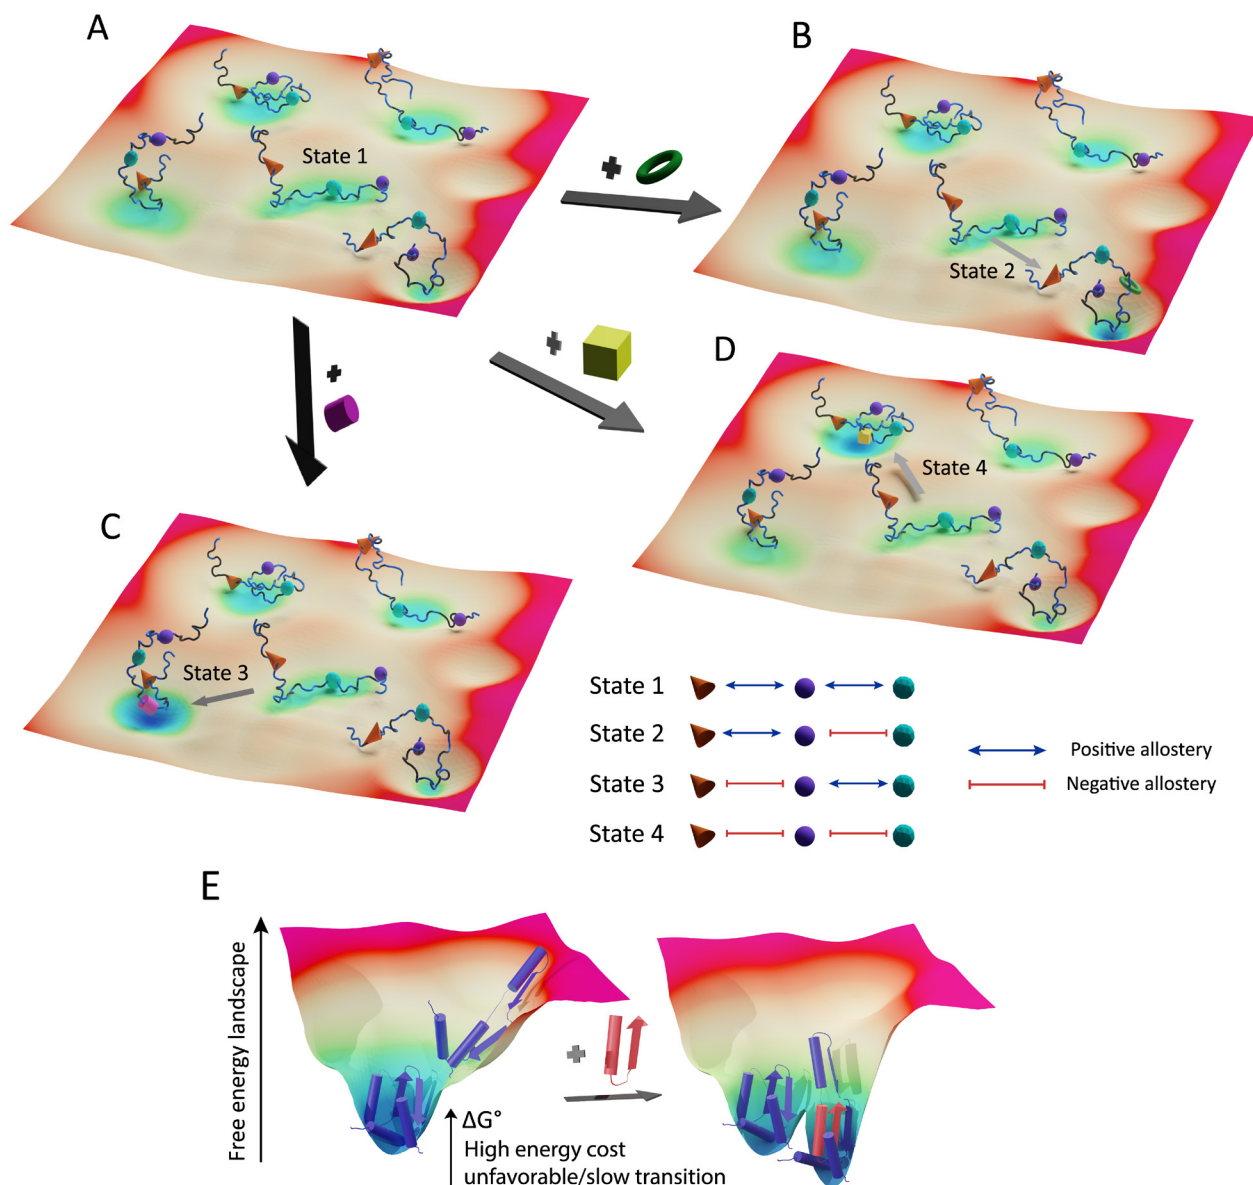 A
B
State 1
State 2
D
State 4
C
State 3
State 1
State 2
State 3
State 4
Positive allostery
Negative allostery
E
Free energy landscape
ΔG°
High energy cost
unfavorable/slow transition